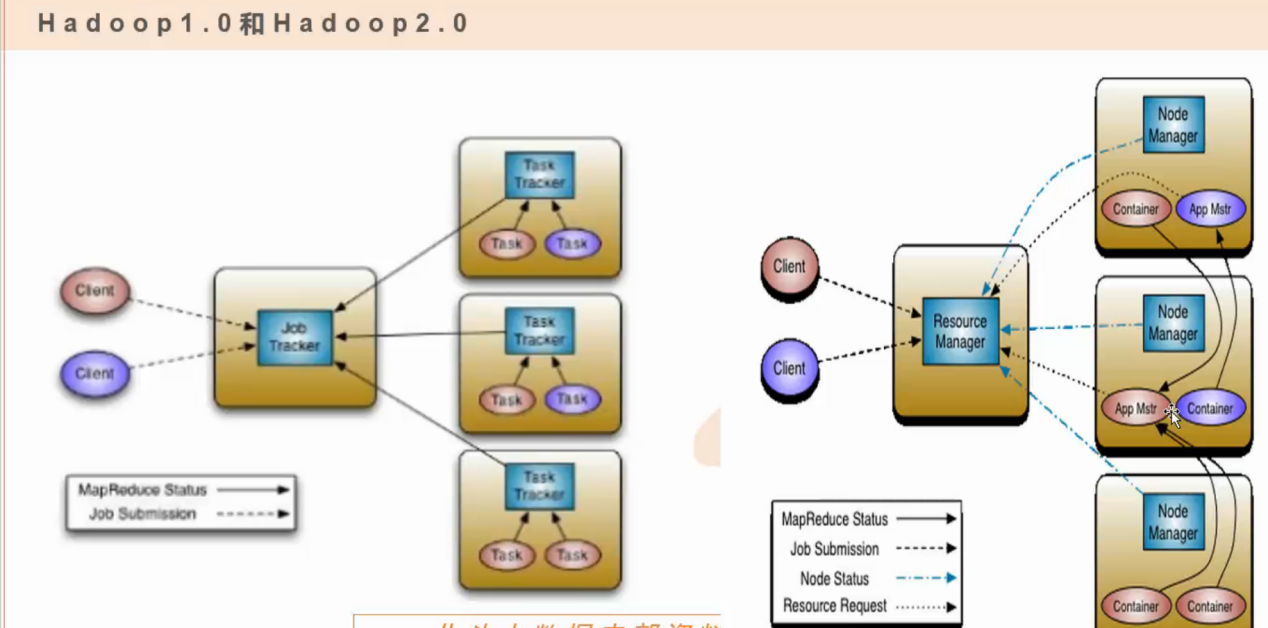 Hadoop1.0和Hadoop2.0
Task
Tracker
Task
Task
Client
Job
Tracker
Task
Tracker
Client
Task
Task
Task
Tracker
MapReduce Status
Job Submission
Task
Task
Node
Manager
Container
App Mstr
Client
Resource
Manager
Node
Manager
Client
App Mstr
Container
Node
Manager
MapReduce Status
Job Submission
Node Status
Resource Request
Container
Container